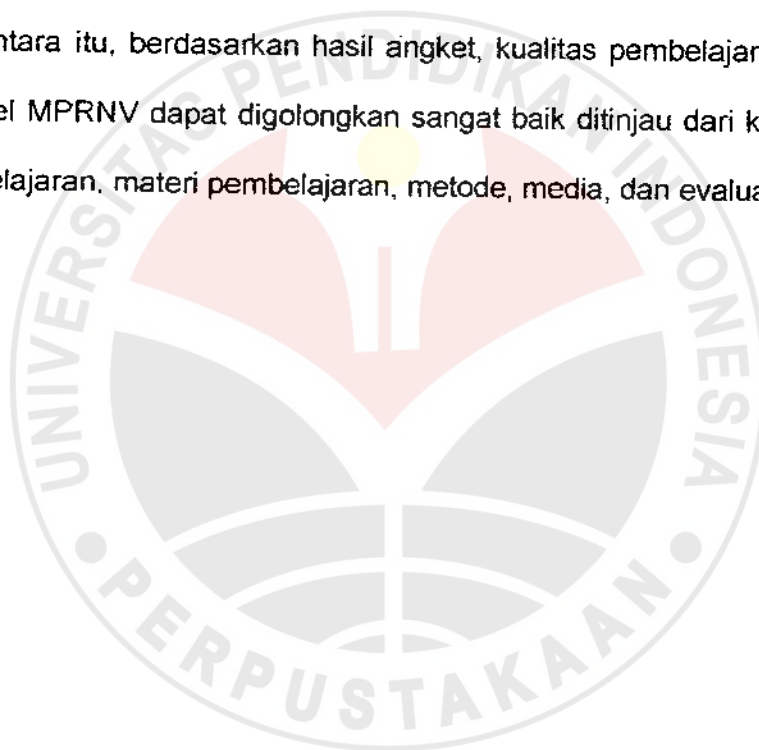 ntara itu, berdasarkan hasil angket, kualitas pembelajar
el MPRNV dapat digolongkan sangat baik ditinjau dari k
elajaran, materi pembelajaran, metode, media, dan evalua
UNIVERSITAS PENDIDIKAN INDONESIA
PERPUSTAKAAN